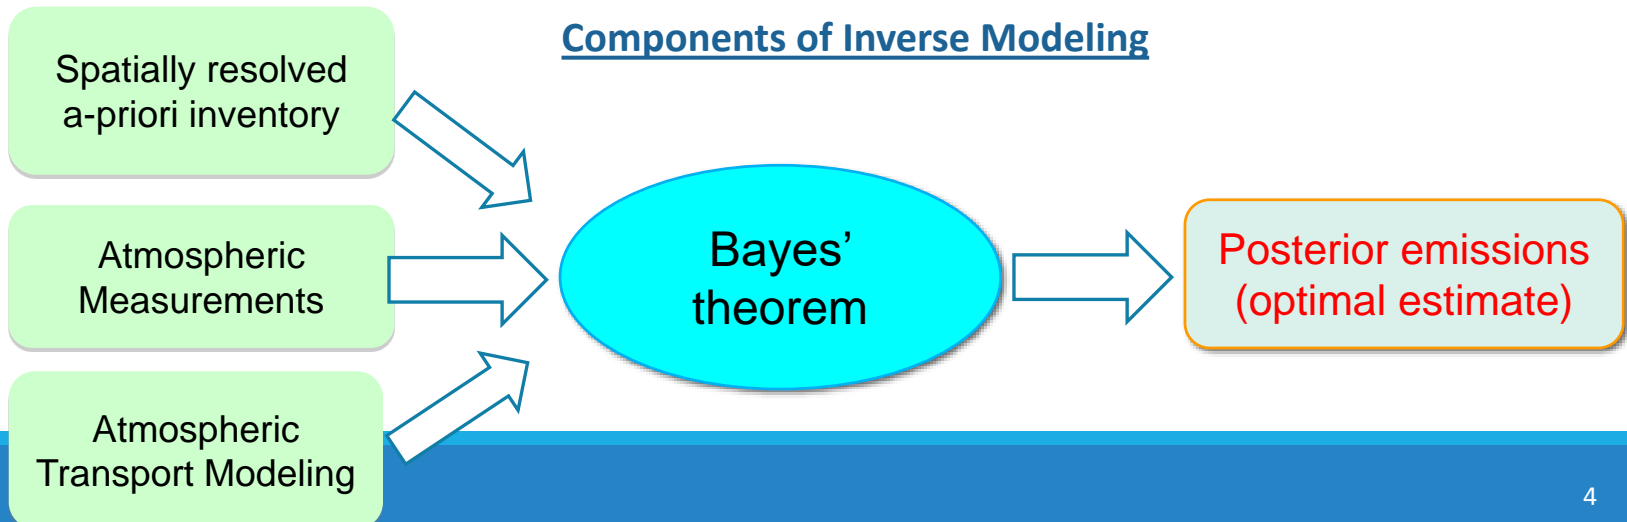 Components of Inverse Modeling
Spatially resolved
a-priori inventory
Atmospheric
Measurements
Atmospheric
Transport Modeling
Bayes’
theorem
Posterior emissions
(optimal estimate)
4